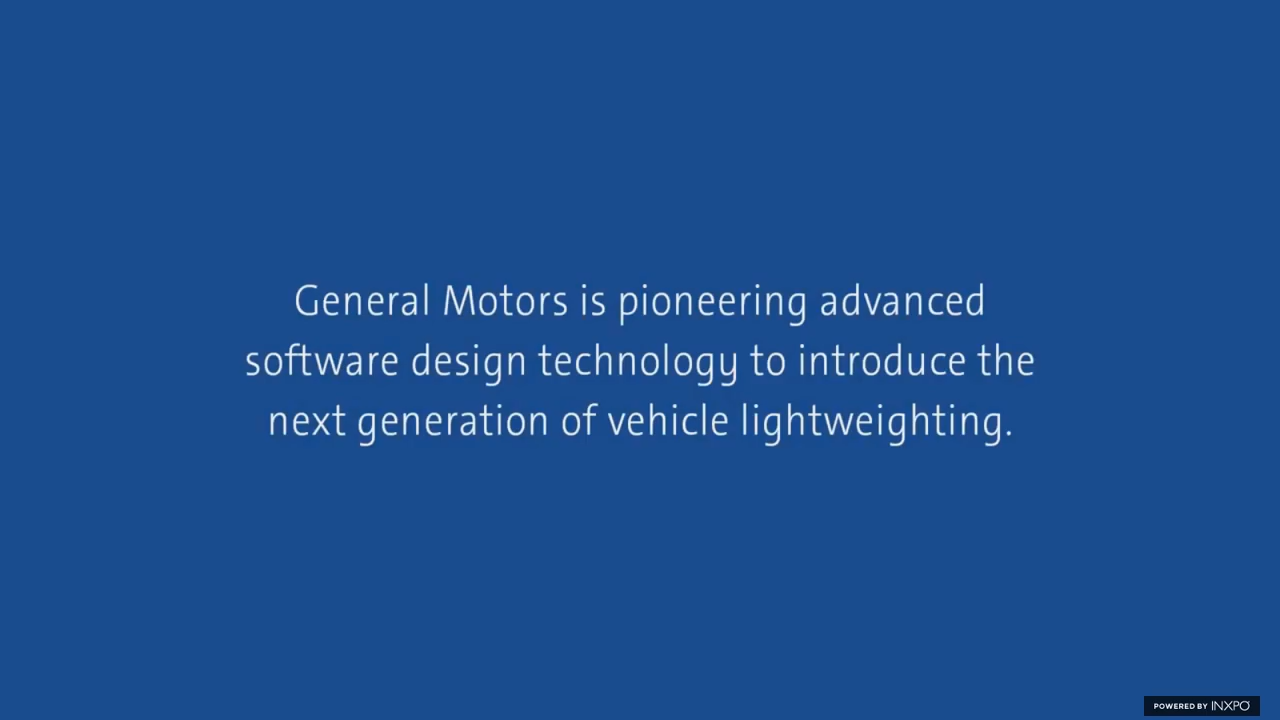 General Motors is pioneering advanced
software design technology to introduce the
next generation of vehicle lightweighting.
POWERED BY INXPO